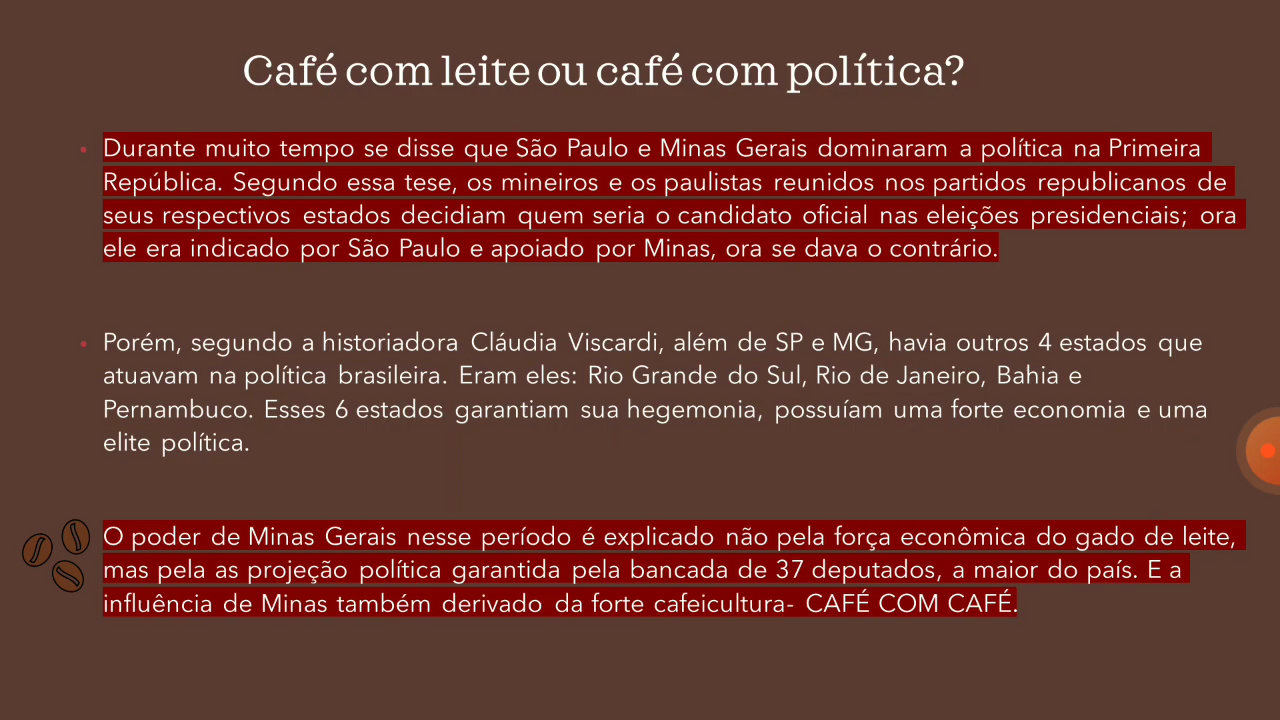 Café com leite ou café com política?
Durante muito tempo se disse que São Paulo e Minas Gerais dominaram a política na Primeira
República. Segundo essa tese, os mineiros e os paulistas reunidos nos partidos republicanos de
seus respectivos estados decidiam quem seria o candidato oficial nas eleições presidenciais; ora
ele era indicado por São Paulo e apoiado por Minas, ora se dava o contrário.
Porém, segundo a historiadora Cláudia Viscardi, além de SP e MG, havia outros 4 estados que
atuavam na política brasileira. Eram eles: Rio Grande do Sul, Rio de Janeiro, Bahia e
Pernambuco. Esses 6 estados garantiam sua hegemonia, possuíam uma forte economia e uma
elite política.
O poder de Minas Gerais nesse período é explicado não pela força econômica do gado de leite,
mas pela as projeção política garantida pela bancada de 37 deputados, a maior do país. E a
influência de Minas também derivado da forte cafeicultura- CAFÉ COM CAFÉ.